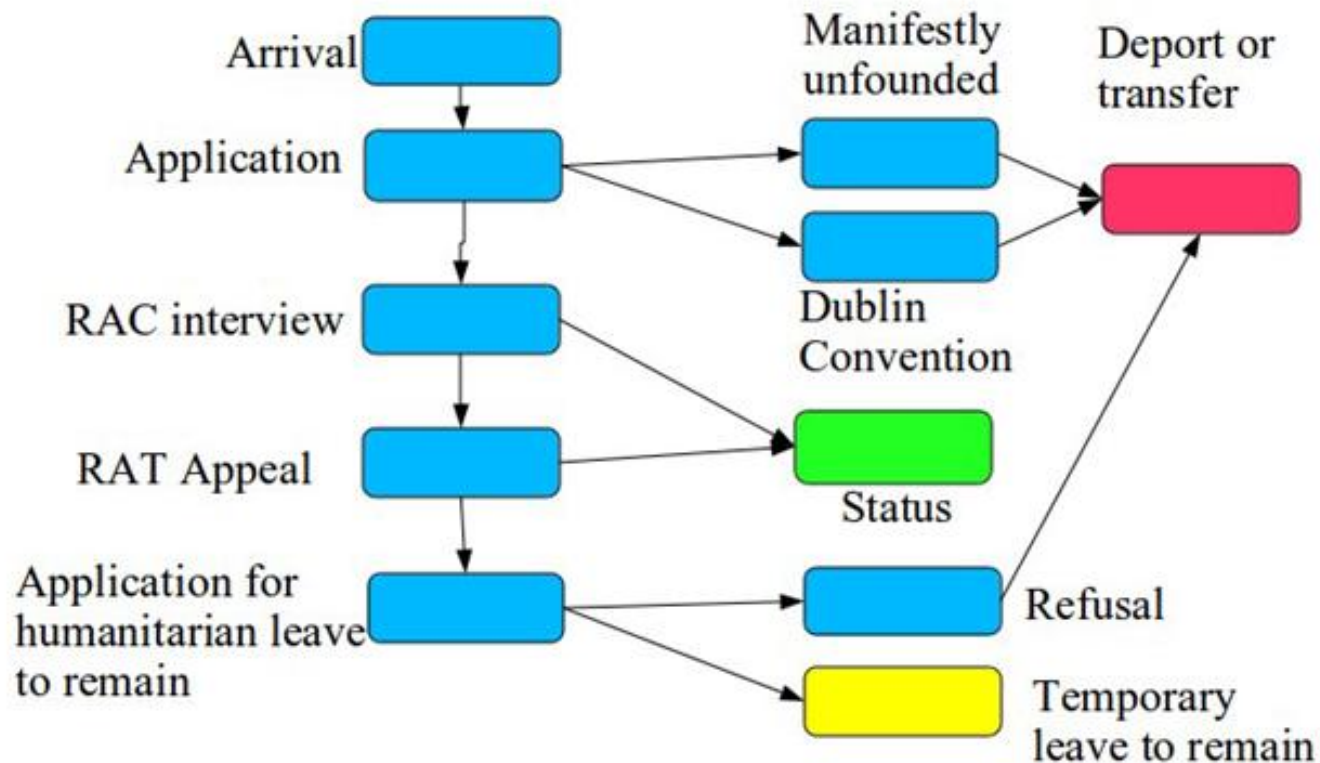 Arrival
Manifestly
unfounded
Deport or
transfer
Application
RAC interview
Dublin
Convention
RAT Appeal
Status
Application for
humanitarian leave
to remain
Refusal
Temporary
leave to remain